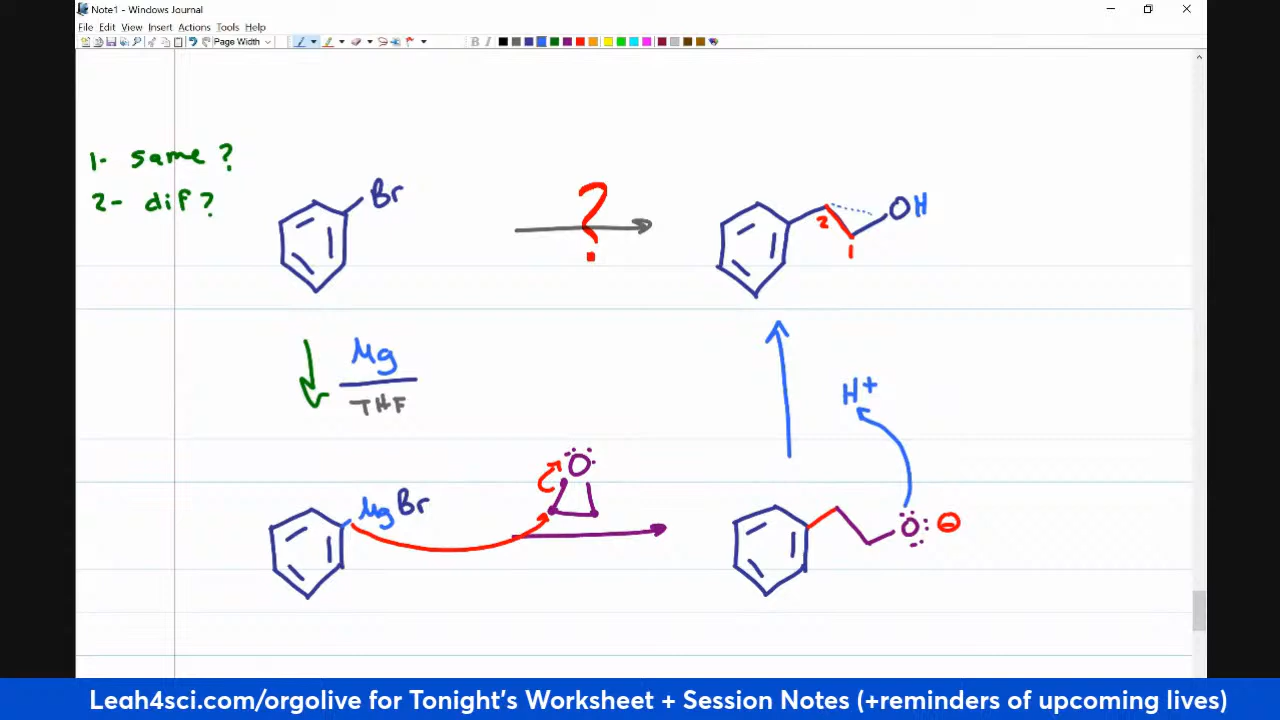 Note1 - Windows Journal
File Edit View Insert Actions Tools Help
Page Width
B I
1- same ?
2- dif ?
Br
?
OH
2
1
Mg
THF
H+
O
MgBr
O
Leah4sci.com/orgolive for Tonight's Worksheet + Session Notes (+reminders of upcoming lives)